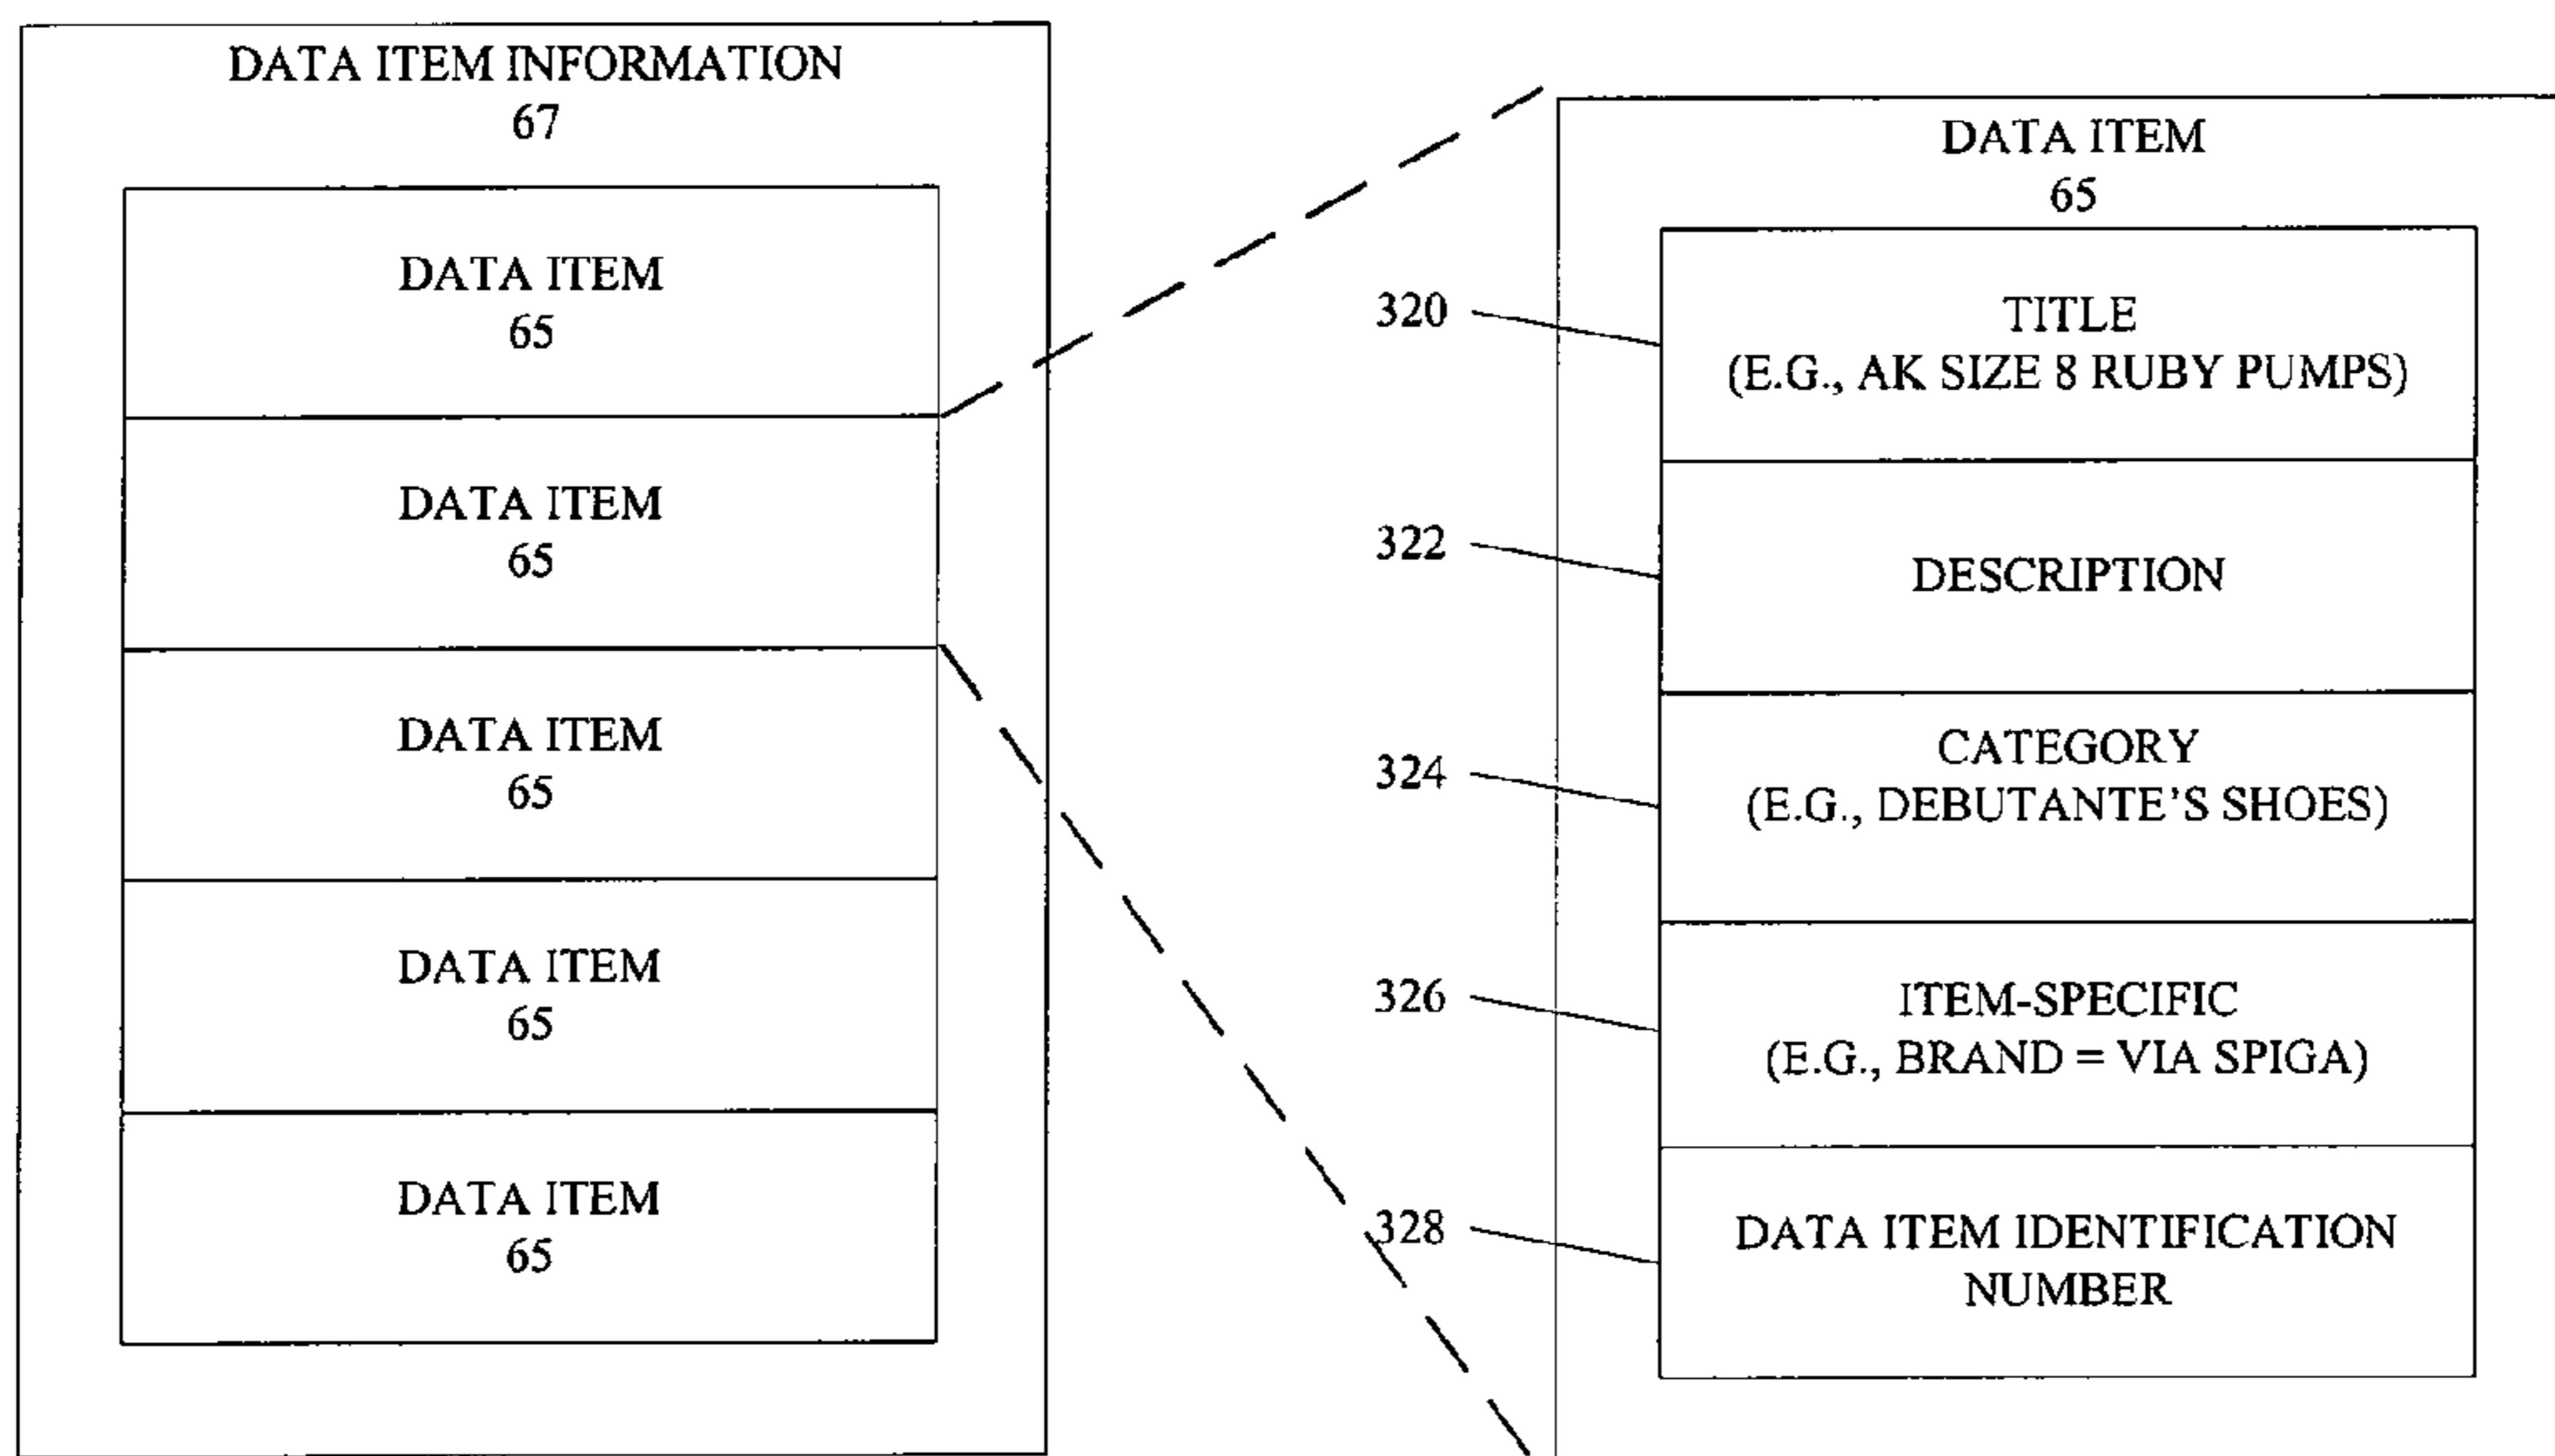 DATA ITEM INFORMATION
67
DATA ITEM
65
DATA ITEM
65
DATA ITEM
65
DATA ITEM
65
DATA ITEM
65
DATA ITEM
65
320
TITLE
(E.G., AK SIZE 8 RUBY PUMPS)
322
DESCRIPTION
324
CATEGORY
(E.G., DEBUTANTE'S SHOES)
326
ITEM-SPECIFIC
(E.G., BRAND = VIA SPIGA)
328
DATA ITEM IDENTIFICATION
NUMBER